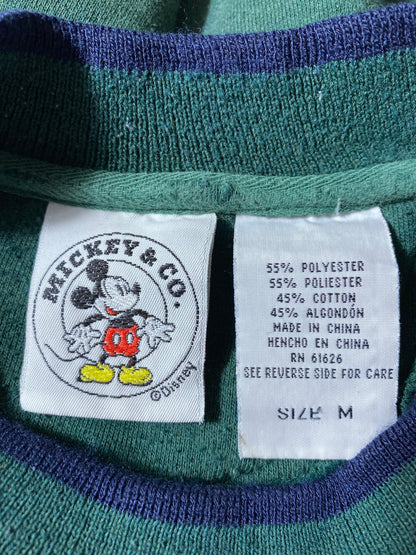 MICKEY & CO.
©Disney
55% POLYESTER
55% POLIESTER
45% COTTON
45% ALGONDÓN
MADE IN CHINA
HENCHO EN CHINA
RN 61626
SEE REVERSE SIDE FOR CARE
SIZE M